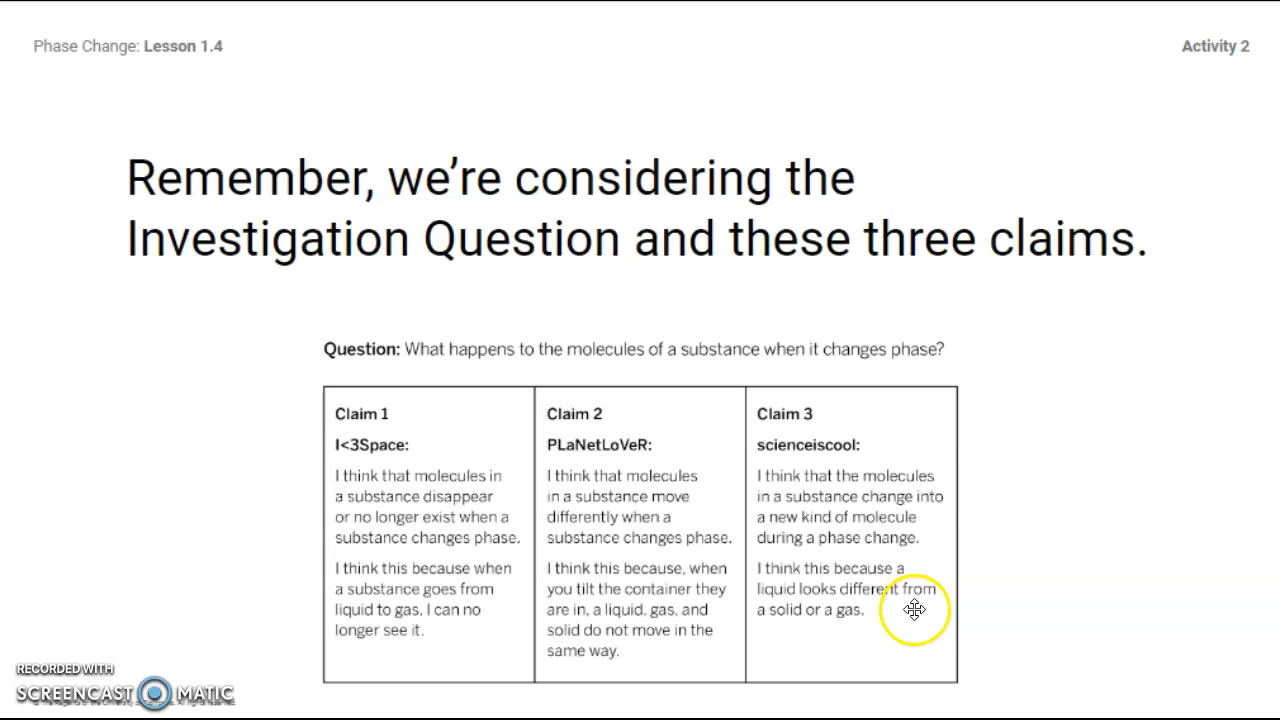 Phase Change: Lesson 1.4
Activity 2
Remember, we're considering the
Investigation Question and these three claims.
Question: What happens to the molecules of a substance when it changes phase?
Claim 1
I<3Space:
I think that molecules in
a substance disappear
or no longer exist when a
substance changes phase.
I think this because when
a substance goes from
liquid to gas, I can no
longer see it.
Claim 2
PLaNetLoVeR:
I think that molecules
in a substance move
differently when a
substance changes phase.
I think this because, when
you tilt the container they
are in, a liquid, gas, and
solid do not move in the
same way.
Claim 3
scienceiscool:
I think that the molecules
in a substance change into
a new kind of molecule
during a phase change.
I think this because a
liquid looks different from
a solid or a gas.
RECORDED WITH
SCREENCAST MATIC
All rights reserved.